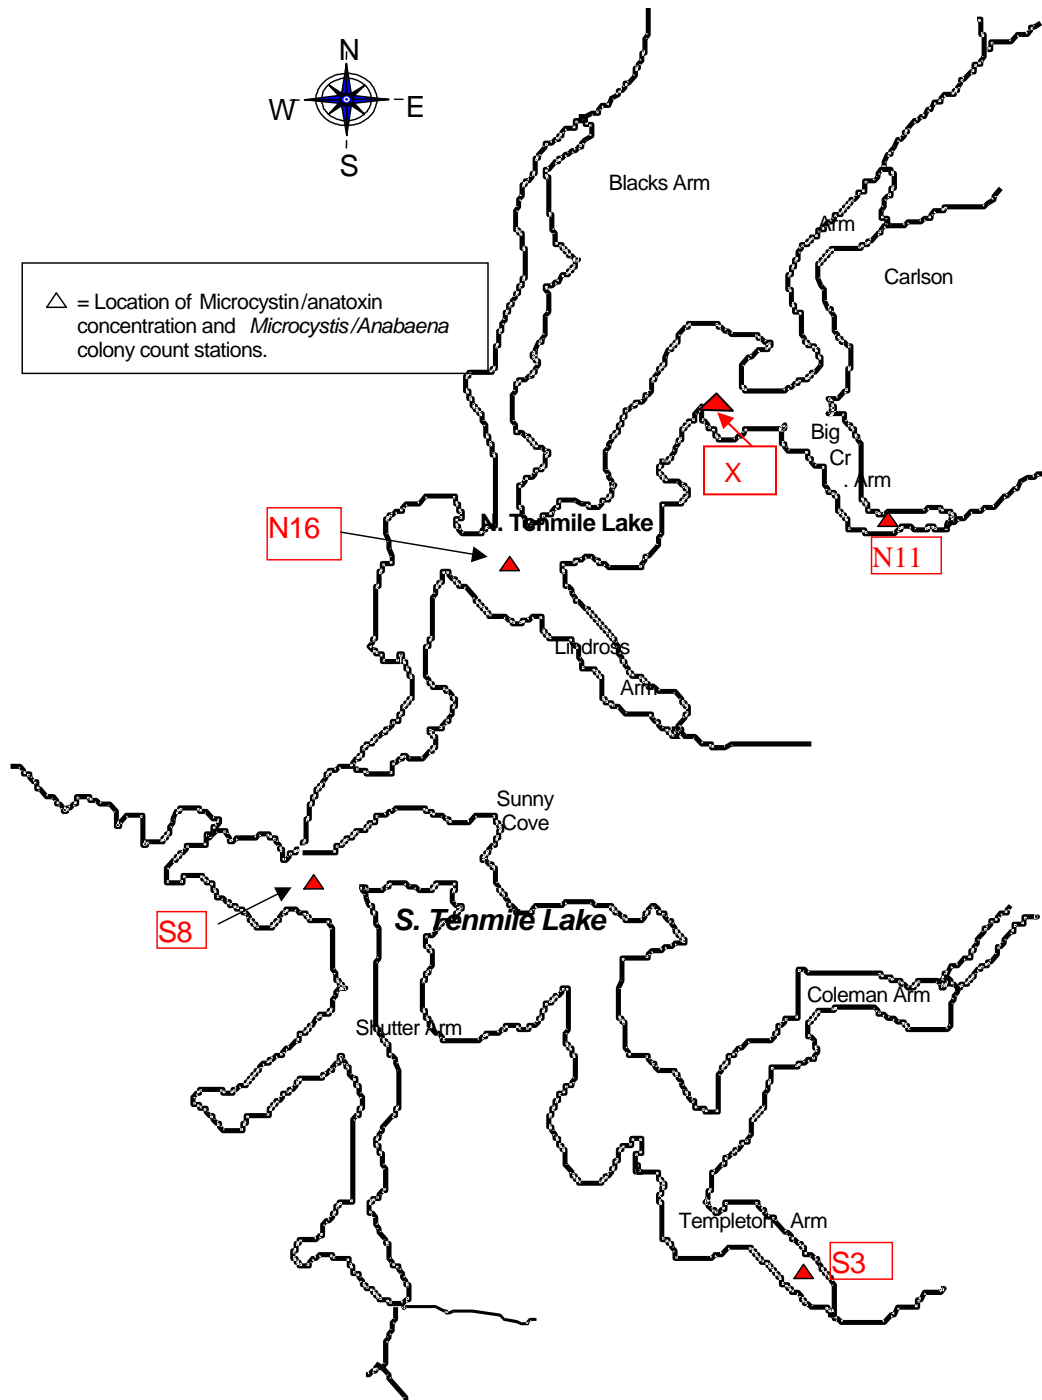 N
W
E
S
Blacks Arm
Arm
Carlson
= Location of Microcystin/anatoxin
concentration and Microcystis/Anabaena
colony count stations.
Big
Cr
. Arm
X
N. Tenmile Lake
N16
N11
Lindross
Arm
Sunny
Cove
S. Tenmile Lake
S8
Coleman Arm
Shutter Arm
Templeton Arm
S3